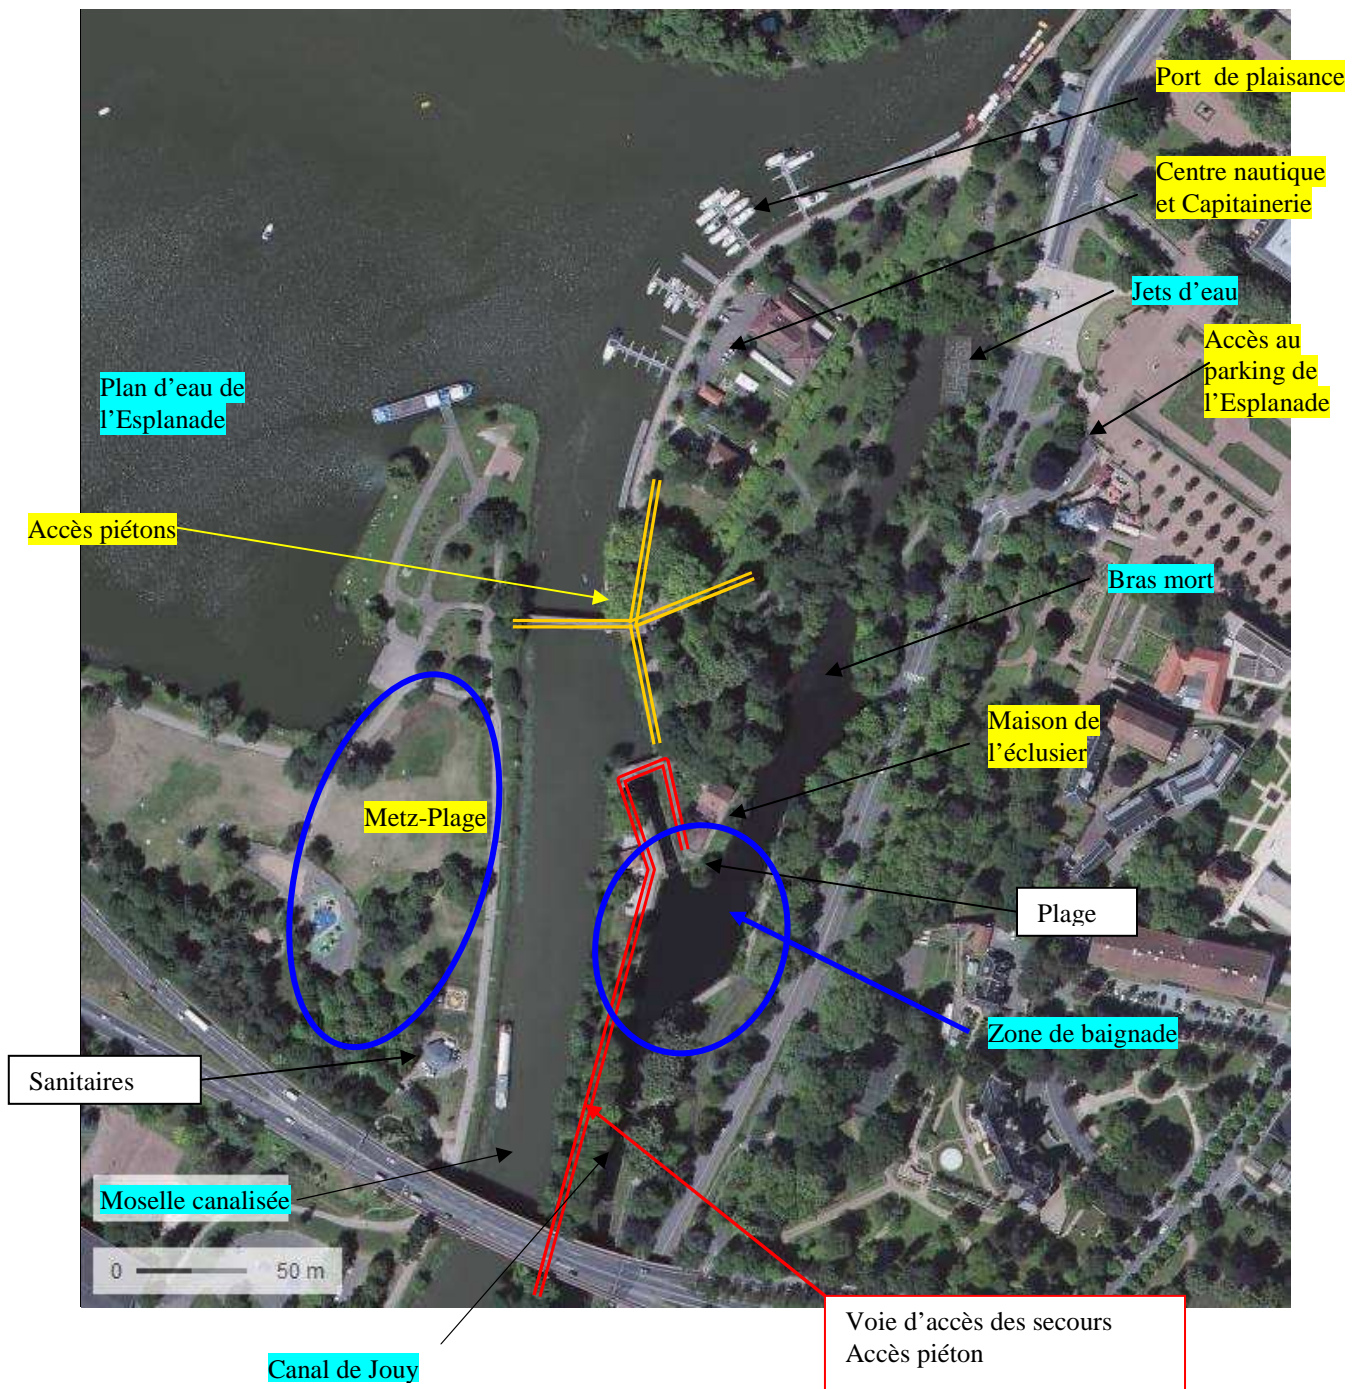 Port de plaisance
Centre nautique
et Capitainerie
Jets d'eau
Accès au
parking de
l'Esplanade
Plan d'eau de
l'Esplanade
Accès piétons
Bras mort
Maison de
l'éclusier
Metz-Plage
Plage
Zone de baignade
Sanitaires
Moselle canalisée
0 50 m
Voie d'accès des secours
Accès piéton
Canal de Jouy